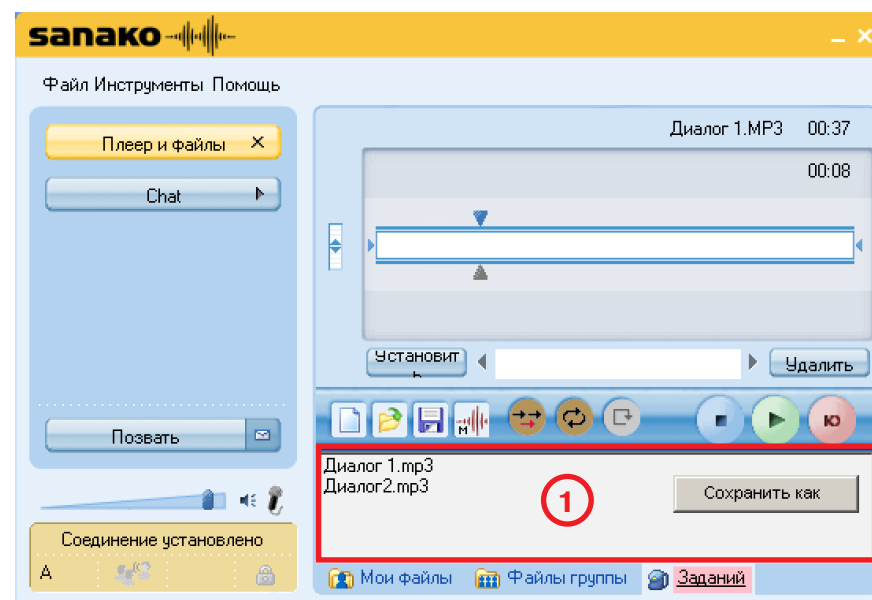 sanako
Файл Инструменты Помощь
Плеер и файлы
Chat
Диалог 1.MP3 00:37
00:08
Установит
ь
Удалить
M
Ю
Позвать
Диалог 1.mp3
Диалог2.mp3
1
Сохранить как
Соединение установлено
A
Мои файлы
Файлы группы
Заданий